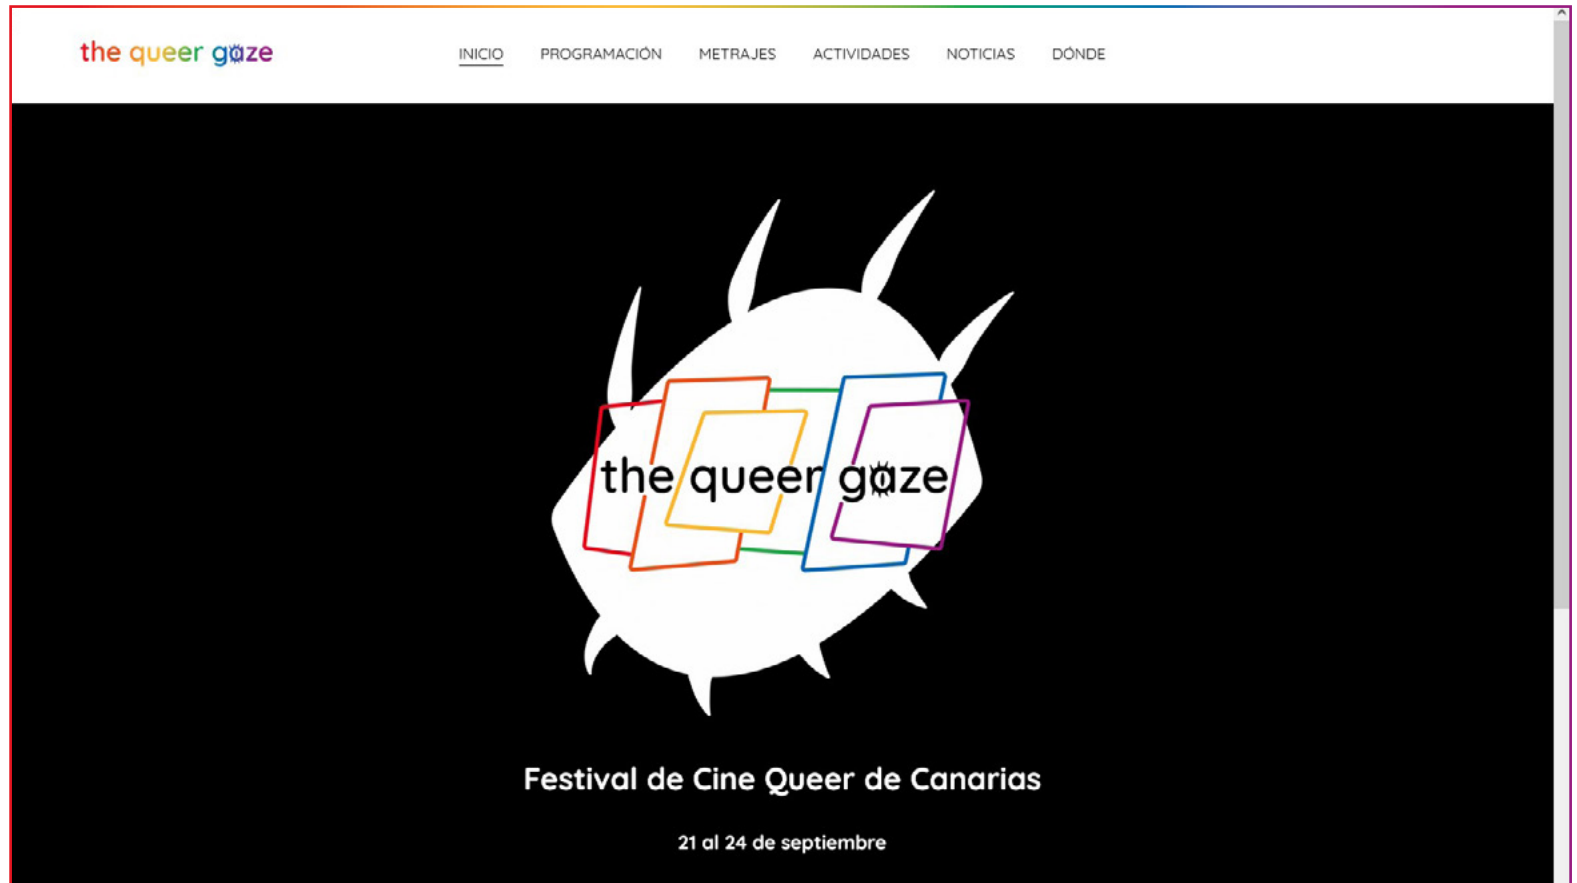 the queer gaze
INICIO PROGRAMACIÓN METRAJES ACTIVIDADES NOTICIAS DÓNDE
the queer gaze
Festival de Cine Queer de Canarias
21 al 24 de septiembre